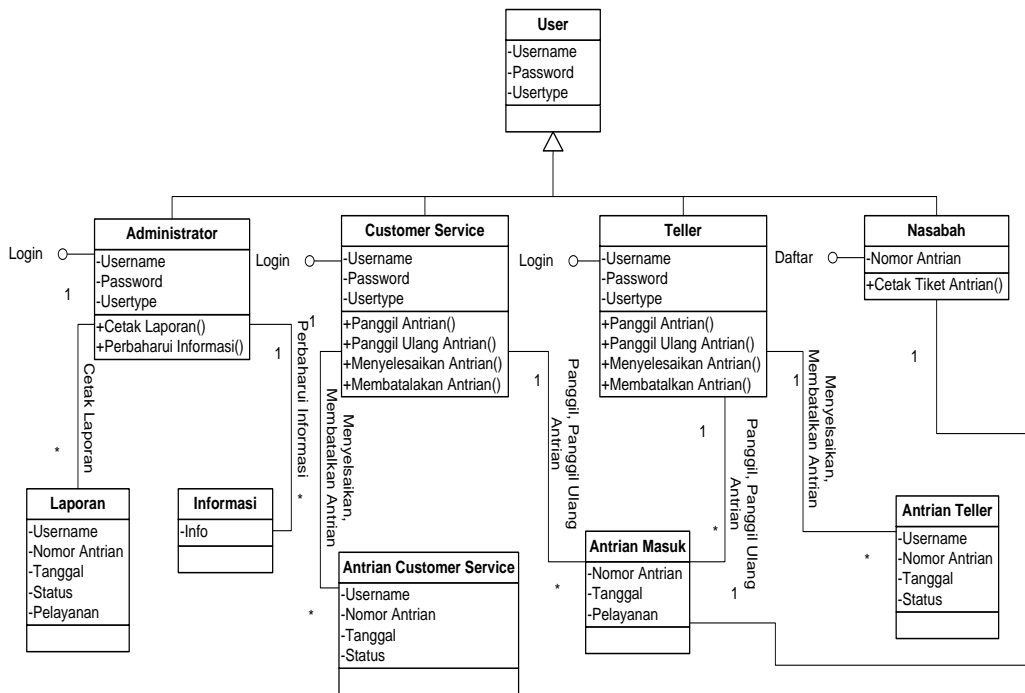 User
-Username
-Password
-Usertype
Login
Administrator
-Username
-Password
-Usertype
+Cetak Laporan()
+Perbaharui Informasi()
Login
Customer Service
-Username
-Password
-Usertype
+Panggil Antrian()
+Panggil Ulang Antrian()
+Menyelesaikan Antrian()
+Membatalakan Antrian()
Login
Teller
-Username
-Password
-Usertype
+Panggil Antrian()
+Panggil Ulang Antrian()
+Menyelesaikan Antrian()
+Membatalkan Antrian()
Daftar
Nasabah
-Nomor Antrian
+Cetak Tiket Antrian()
1
Cetak Laporan
*
1
Perbaharui Informasi
*
1
Menyelsaikan,
Membatalkan Antrian
*
1
Panggil, Panggil Ulang
Antrian
*
1
Panggil, Panggil Ulang
Antrian
*
1
Menyelsaikan,
Membatalkan Antrian
*
1
1
Laporan
-Username
-Nomor Antrian
-Tanggal
-Status
-Pelayanan
Informasi
-Info
Antrian Customer Service
-Username
-Nomor Antrian
-Tanggal
-Status
Antrian Masuk
-Nomor Antrian
-Tanggal
-Pelayanan
Antrian Teller
-Username
-Nomor Antrian
-Tanggal
-Status